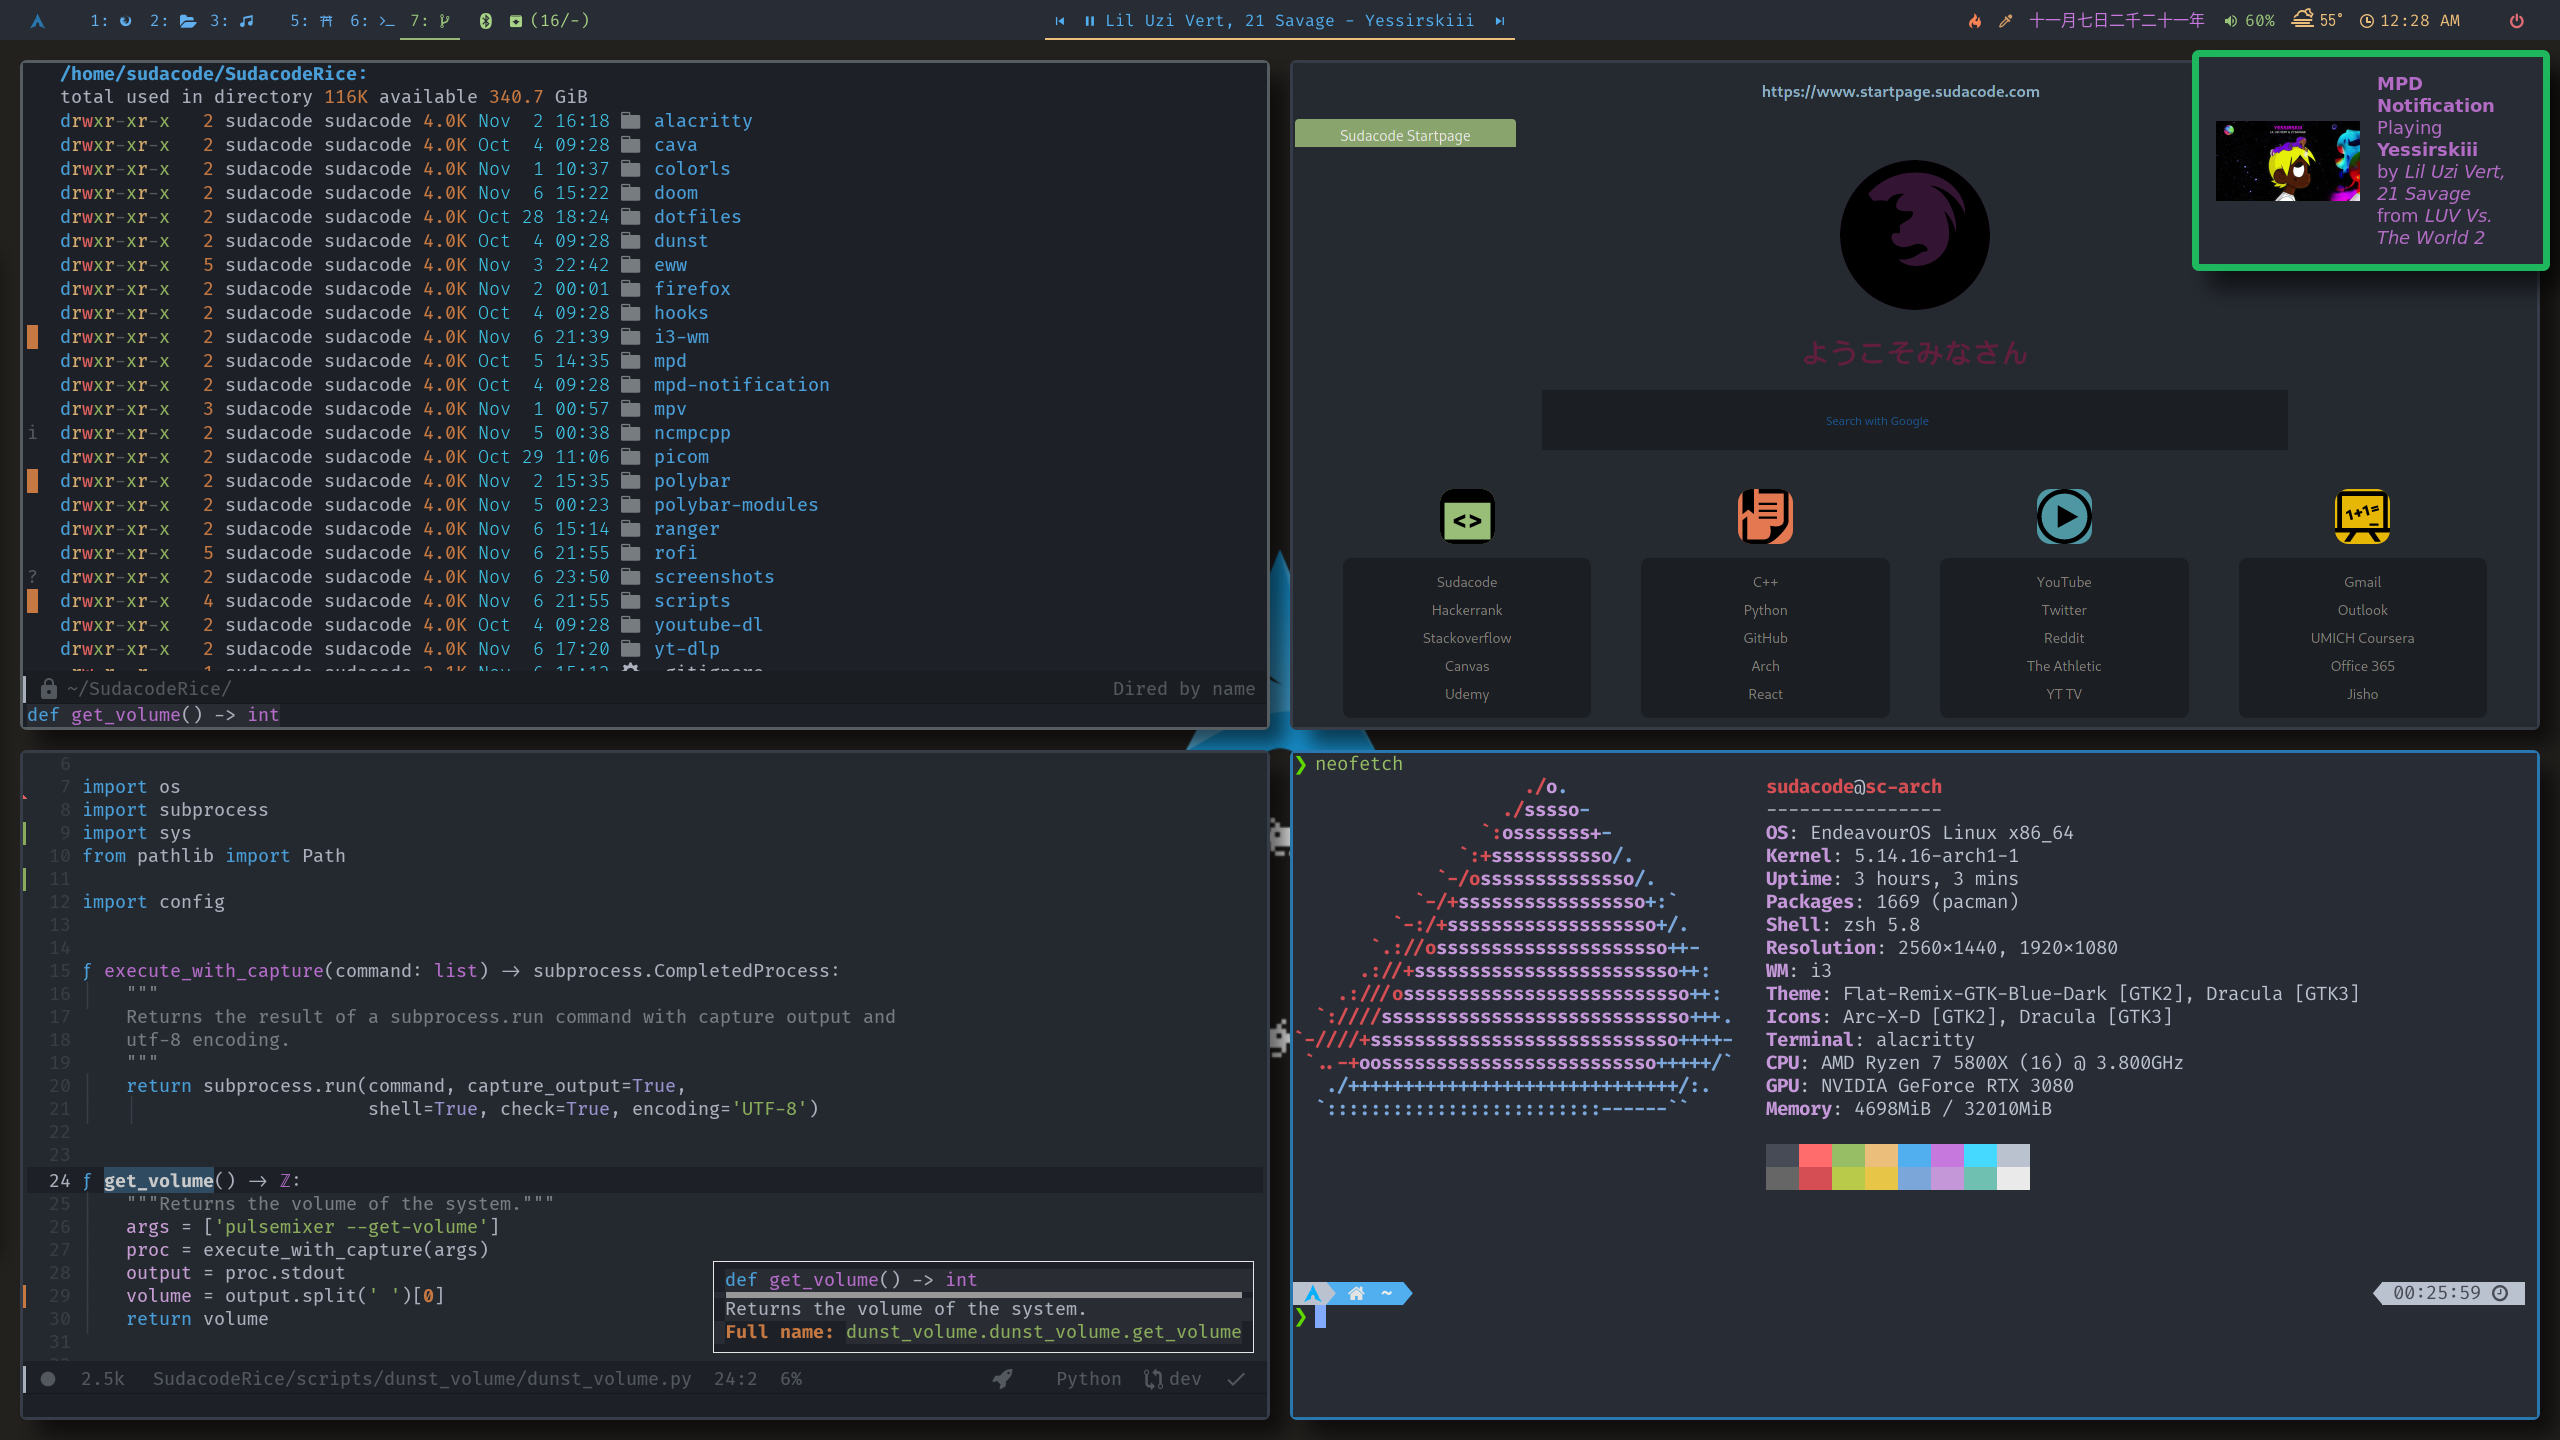 1: 2: 3: 5: 6: 7: (16/-)
Lil Uzi Vert, 21 Savage - Yessirskiii
十一月七日二千二十一年 60% 55° 12:28 AM
/home/sudacode/SudacodeRice:
total used in directory 116K available 340.7 GiB
drwxr-xr-x 2 sudacode sudacode 4.0K Nov 2 16:18 alacritty
drwxr-xr-x 2 sudacode sudacode 4.0K Oct 4 09:28 cava
drwxr-xr-x 2 sudacode sudacode 4.0K Nov 1 10:37 colorls
drwxr-xr-x 2 sudacode sudacode 4.0K Nov 6 15:22 doom
drwxr-xr-x 2 sudacode sudacode 4.0K Oct 28 18:24 dotfiles
drwxr-xr-x 2 sudacode sudacode 4.0K Oct 4 09:28 dunst
drwxr-xr-x 5 sudacode sudacode 4.0K Nov 3 22:42 eww
drwxr-xr-x 2 sudacode sudacode 4.0K Nov 2 00:01 firefox
drwxr-xr-x 2 sudacode sudacode 4.0K Oct 4 09:28 hooks
drwxr-xr-x 2 sudacode sudacode 4.0K Nov 6 21:39 i3-wm
drwxr-xr-x 2 sudacode sudacode 4.0K Oct 5 14:35 mpd
drwxr-xr-x 2 sudacode sudacode 4.0K Oct 4 09:28 mpd-notification
drwxr-xr-x 3 sudacode sudacode 4.0K Nov 1 00:57 mpv
i drwxr-xr-x 2 sudacode sudacode 4.0K Nov 5 00:38 ncmpcpp
drwxr-xr-x 2 sudacode sudacode 4.0K Oct 29 11:06 picom
drwxr-xr-x 2 sudacode sudacode 4.0K Nov 2 15:35 polybar
drwxr-xr-x 2 sudacode sudacode 4.0K Nov 5 00:23 polybar-modules
drwxr-xr-x 2 sudacode sudacode 4.0K Nov 6 15:14 ranger
drwxr-xr-x 5 sudacode sudacode 4.0K Nov 6 21:55 rofi
? drwxr-xr-x 2 sudacode sudacode 4.0K Nov 6 23:50 screenshots
drwxr-xr-x 4 sudacode sudacode 4.0K Nov 6 21:55 scripts
drwxr-xr-x 2 sudacode sudacode 4.0K Oct 4 09:28 youtube-dl
drwxr-xr-x 2 sudacode sudacode 4.0K Nov 6 17:20 yt-dlp
~/SudacodeRice/ Dired by name
def get_volume() -> int
https://www.startpage.sudacode.com
Sudacode Startpage
ようこそみなさん
Search with Google
<>
1+1=
Sudacode
Hackerrank
Stackoverflow
Canvas
Udemy
C++
Python
GitHub
Arch
React
YouTube
Twitter
Reddit
The Athletic
YT TV
Gmail
Outlook
UMICH Coursera
Office 365
Jisho
MPD
Notification
Playing
Yessirskiii
by Lil Uzi Vert,
21 Savage
from LUV Vs.
The World 2
6
7 import os
8 import subprocess
9 import sys
10 from pathlib import Path
11
12 import config
13
14
15 ƒ execute_with_capture(command: list) → subprocess.CompletedProcess:
16 """
17 Returns the result of a subprocess.run command with capture output and
18 utf-8 encoding.
19 """
20 return subprocess.run(command, capture_output=True,
21 shell=True, check=True, encoding='UTF-8')
22
23
24 ƒ get_volume() → ℤ:
25 """Returns the volume of the system."""
26 args = ['pulsemixer --get-volume']
27 proc = execute_with_capture(args)
28 output = proc.stdout
29 volume = output.split(' ')[0]
30 return volume
31
def get_volume() -> int
Returns the volume of the system.
Full name: dunst_volume.dunst_volume.get_volume
2.5k SudacodeRice/scripts/dunst_volume/dunst_volume.py 24:2 6% Python dev
❯ neofetch
./o.
./sssso-
`:osssssss+-
`:+sssssssssso/.
`-/ossssssssssssso/.
`-/+sssssssssssssssso+:`
`-:/+sssssssssssssssssso+/.
`.://osssssssssssssssssssso++-
.://+ssssssssssssssssssssssso++:
.:///ossssssssssssssssssssssssso++:
`:////ssssssssssssssssssssssssssso+++.
`-////+ssssssssssssssssssssssssssso++++-
`..-+oosssssssssssssssssssssssso+++++/`
./++++++++++++++++++++++++++++++/:.
`:::::::::::::::::::::::::------``
sudacode@sc-arch
----------------
OS: EndeavourOS Linux x86_64
Kernel: 5.14.16-arch1-1
Uptime: 3 hours, 3 mins
Packages: 1669 (pacman)
Shell: zsh 5.8
Resolution: 2560×1440, 1920×1080
WM: i3
Theme: Flat-Remix-GTK-Blue-Dark [GTK2], Dracula [GTK3]
Icons: Arc-X-D [GTK2], Dracula [GTK3]
Terminal: alacritty
CPU: AMD Ryzen 7 5800X (16) @ 3.800GHz
GPU: NVIDIA GeForce RTX 3080
Memory: 4698MiB / 32010MiB
~ 00:25:59
❯